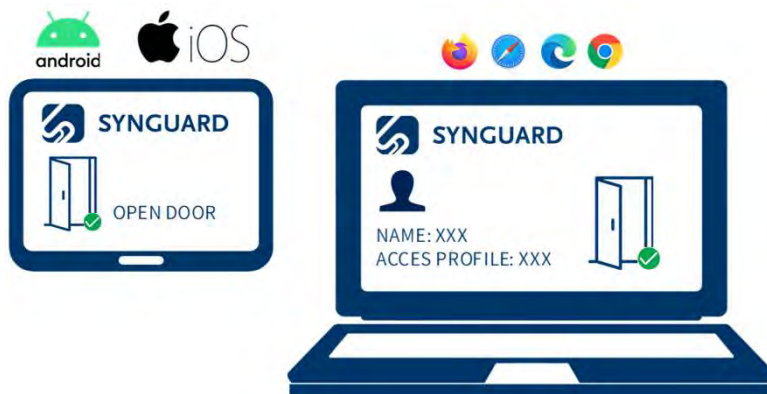 android
iOS
SYNGUARD
OPEN DOOR
SYNGUARD
NAME: XXX
ACCES PROFILE: XXX